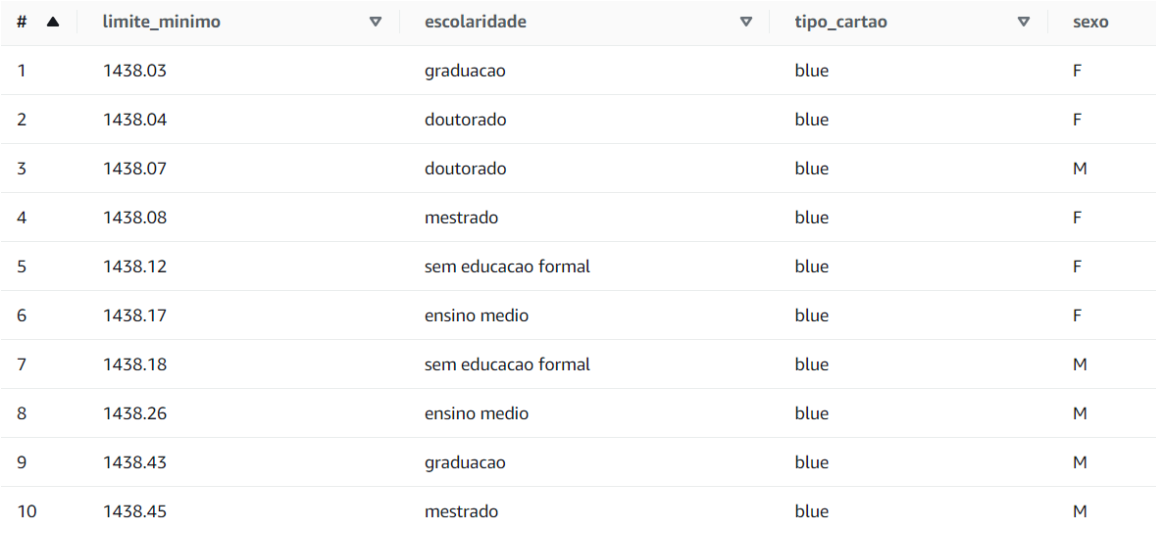 # limite_minimo escolaridade tipo_cartao sexo
1 1438.03 graduacao blue F
2 1438.04 doutorado blue F
3 1438.07 doutorado blue M
4 1438.08 mestrado blue F
5 1438.12 sem educacao formal blue F
6 1438.17 ensino medio blue F
7 1438.18 sem educacao formal blue M
8 1438.26 ensino medio blue M
9 1438.43 graduacao blue M
10 1438.45 mestrado blue M